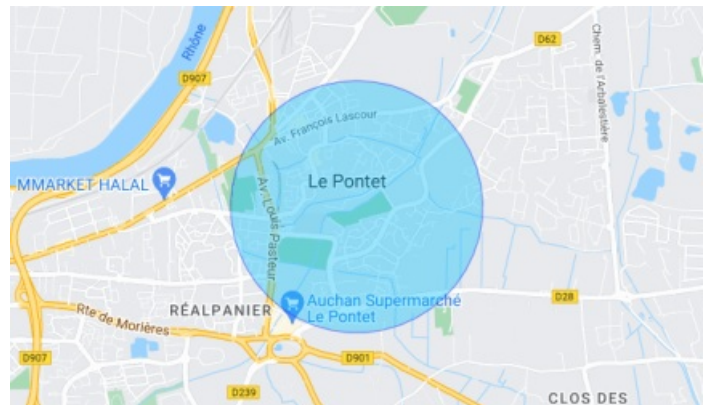 Rhône
D62
Chem. de l'Arbalestière
D907
Av. François Lascour
MMARKET HALAL
Le Pontet
Av. Louis Pasteur
RÉALPANIER
Auchan Supermarché
Le Pontet
D28
Rte de Morières
D907
D901
D239
CLOS DES